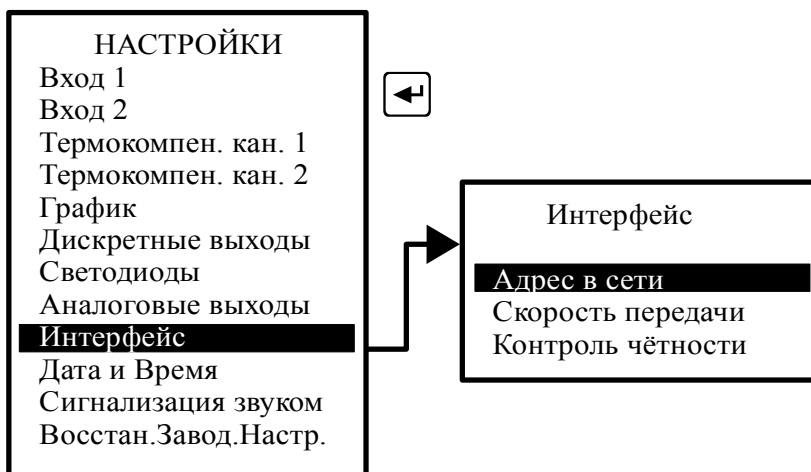 НАСТРОЙКИ
Вход 1
Вход 2
Термокомпен. кан. 1
Термокомпен. кан. 2
График
Дискретные выходы
Светодиоды
Аналоговые выходы
Интерфейс
Дата и Время
Сигнализация звуком
Восстан.Завод.Настр.
Интерфейс
Адрес в сети
Скорость передачи
Контроль чётности